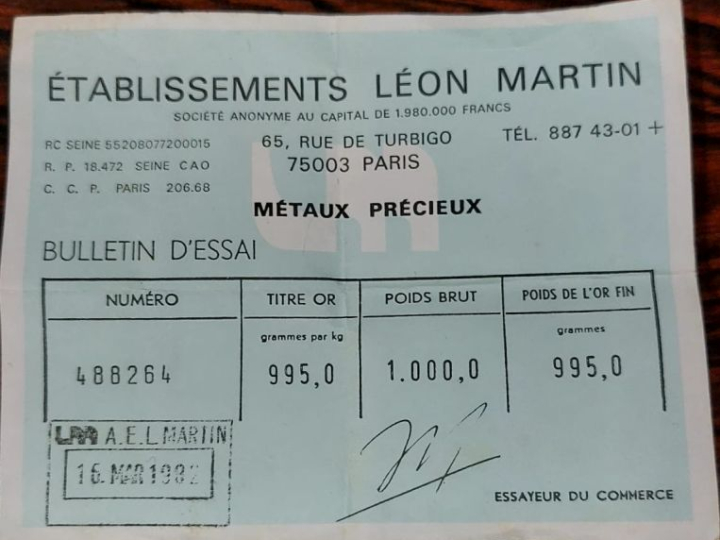 ÉTABLISSEMENTS LÉON MARTIN
SOCIÉTÉ ANONYME AU CAPITAL DE 1.980.000 FRANCS
RC SEINE 55208077200015
R. P. 18.472 SEINE CAO
C. C. P. PARIS 206.68
65, RUE DE TURBIGO
75003 PARIS
TÉL. 887 43-01 +
MÉTAUX PRÉCIEUX
BULLETIN D'ESSAI
NUMÉRO TITRE OR POIDS BRUT POIDS DE L'OR FIN
grammes par kg grammes
488264 995,0 1.000,0 995,0
LM A.E.L.MARTIN
16. MAR 1982
ESSAYEUR DU COMMERCE